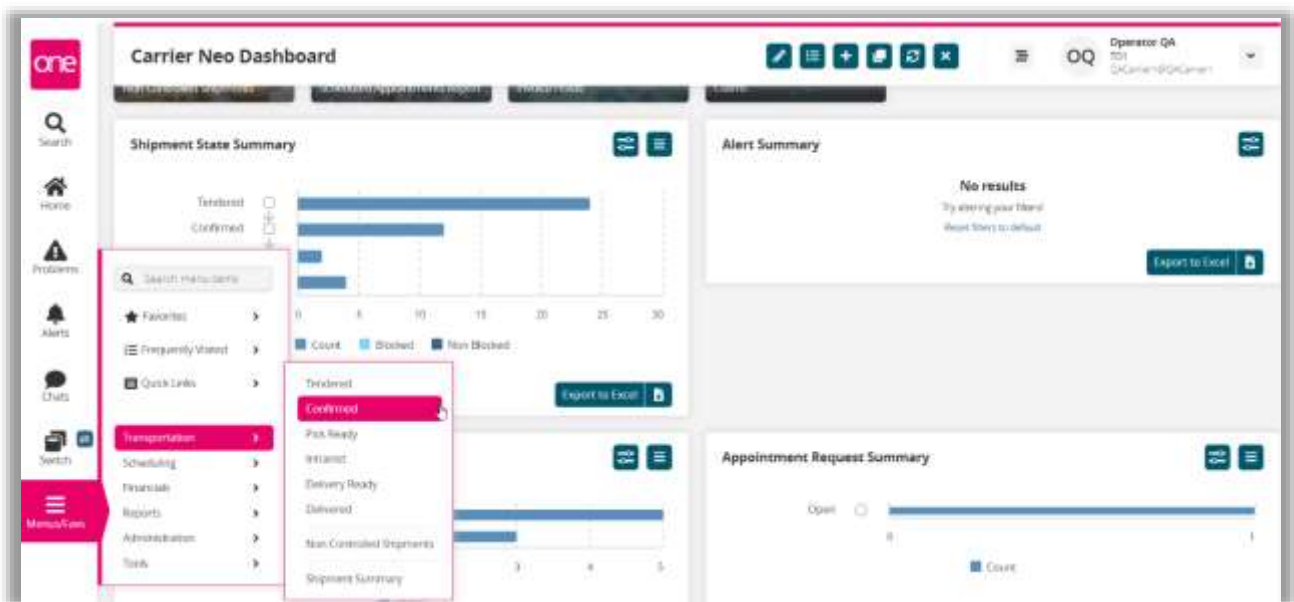 one
Carrier Neo Dashboard
OQ
Operator QA
Search
Home
Problems
Alerts
Chats
Switch
Menus/Favs
Shipment State Summary
Tendered
Confirmed
0 5 10 15 20 25 30
Count Blocked Non Blocked
Export to Excel
Alert Summary
No results
Try altering your filters!
Reset filters to default
Export to Excel
Search menu items
Favorites
Frequently Visited
Quick Links
Transportation
Scheduling
Financials
Reports
Administration
Tools
Tendered
Confirmed
Pick Ready
Intransit
Delivery Ready
Delivered
Non Controlled Shipments
Shipment Summary
3 4 5
Appointment Request Summary
Open
0 1
Count